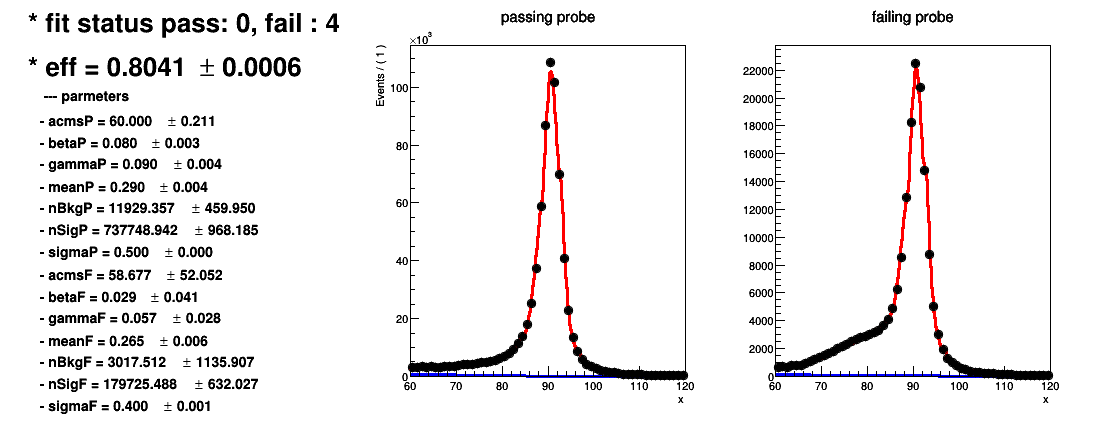 * fit status pass: 0, fail : 4
* eff = 0.8041 ± 0.0006
--- parmeters
- acmsP = 60.000 ± 0.211
- betaP = 0.080 ± 0.003
- gammaP = 0.090 ± 0.004
- meanP = 0.290 ± 0.004
- nBkgP = 11929.357 ± 459.950
- nSigP = 737748.942 ± 968.185
- sigmaP = 0.500 ± 0.000
- acmsF = 58.677 ± 52.052
- betaF = 0.029 ± 0.041
- gammaF = 0.057 ± 0.028
- meanF = 0.265 ± 0.006
- nBkgF = 3017.512 ± 1135.907
- nSigF = 179725.488 ± 632.027
- sigmaF = 0.400 ± 0.001
passing probe
×10³
Events / ( 1 )
100
80
60
40
20
0
60 70 80 90 100 110 120
x
failing probe
22000
20000
18000
16000
14000
12000
10000
8000
6000
4000
2000
0
60 70 80 90 100 110 120
x